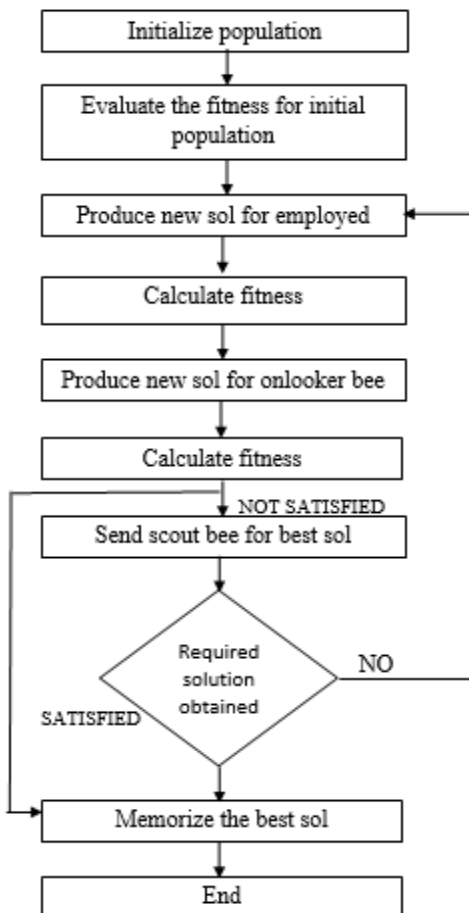 Initialize population
Evaluate the fitness for initial
population
Produce new sol for employed
Calculate fitness
Produce new sol for onlooker bee
Calculate fitness
NOT SATISFIED
Send scout bee for best sol
Required
solution
obtained
NO
SATISFIED
Memorize the best sol
End